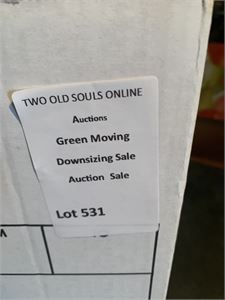 TWO OLD SOULS ONLINE
Auctions
Green Moving
Downsizing Sale
Auction Sale
Lot 531